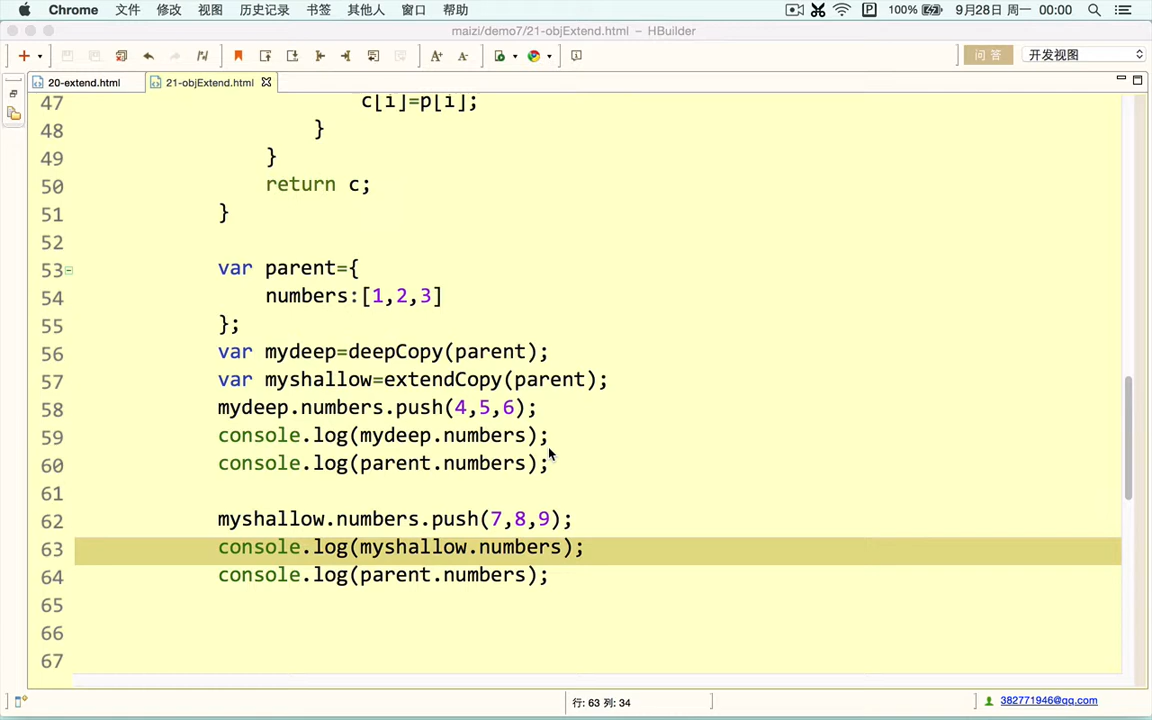 Chrome 文件 修改 视图 历史记录 书签 其他人 窗口 帮助 100% 9月28日 周一 00:00
maizi/demo7/21-objExtend.html – HBuilder
问 答 开发视图
20-extend.html 21-objExtend.html
47 c[i]=p[i];
48 }
49 }
50 return c;
51 }
52
53 var parent={
54 numbers:[1,2,3]
55 };
56 var mydeep=deepCopy(parent);
57 var myshallow=extendCopy(parent);
58 mydeep.numbers.push(4,5,6);
59 console.log(mydeep.numbers);
60 console.log(parent.numbers);
61
62 myshallow.numbers.push(7,8,9);
63 console.log(myshallow.numbers);
64 console.log(parent.numbers);
65
66
67
行: 63 列: 34 382771946@qq.com